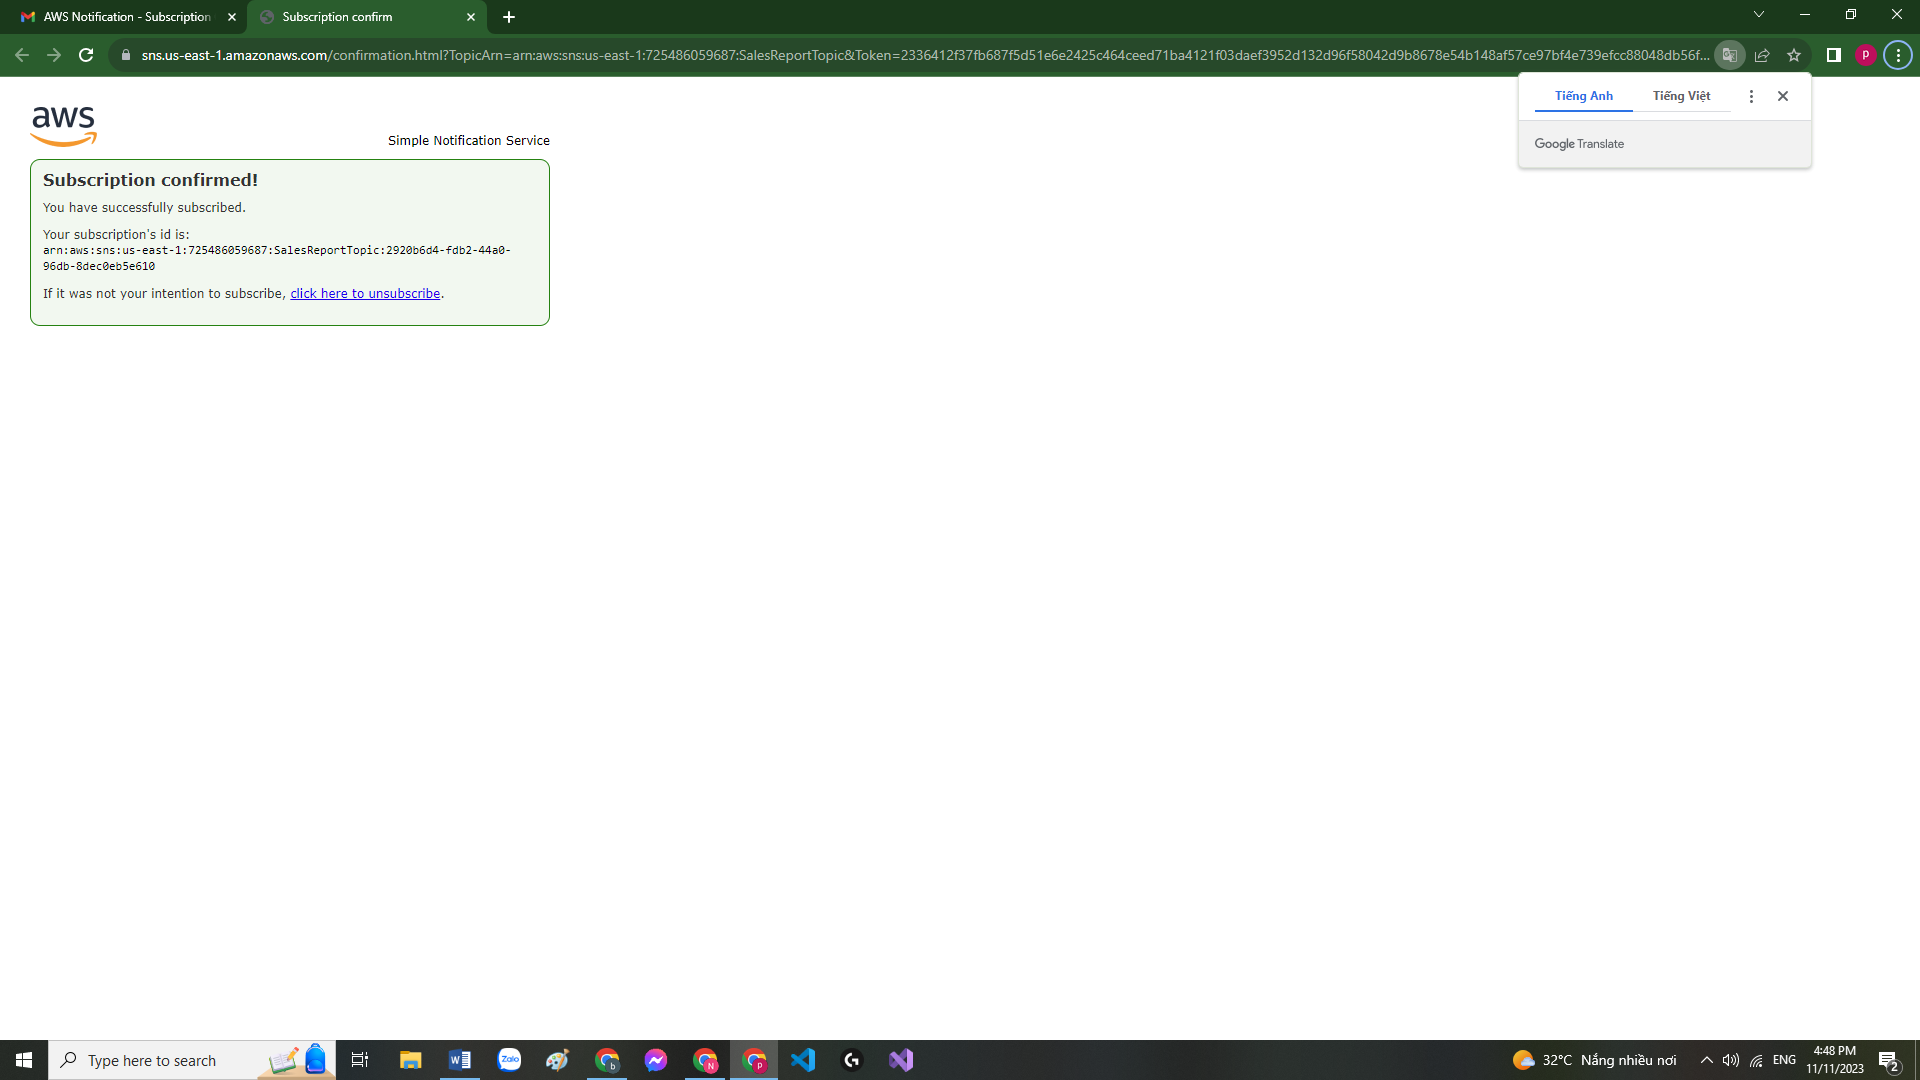 AWS Notification - Subscription
Subscription confirm
sns.us-east-1.amazonaws.com/confirmation.html?TopicArn=arn:aws:sns:us-east-1:725486059687:SalesReportTopic&Token=2336412f37fb687f5d51e6e2425c464ceed71ba4121f03daef3952d132d96f58042d9b8678e54b148af57ce97bf4e739efcc88048db56f...
P
Tiếng Anh Tiếng Việt
Google Translate
aws
Simple Notification Service
Subscription confirmed!
You have successfully subscribed.
Your subscription's id is:
arn:aws:sns:us-east-1:725486059687:SalesReportTopic:2920b6d4-fdb2-44a0-
96db-8dec0eb5e610
If it was not your intention to subscribe, click here to unsubscribe.
Type here to search
Zalo
b
N
P
32°C Nắng nhiều nơi
ENG
4:48 PM
11/11/2023
2